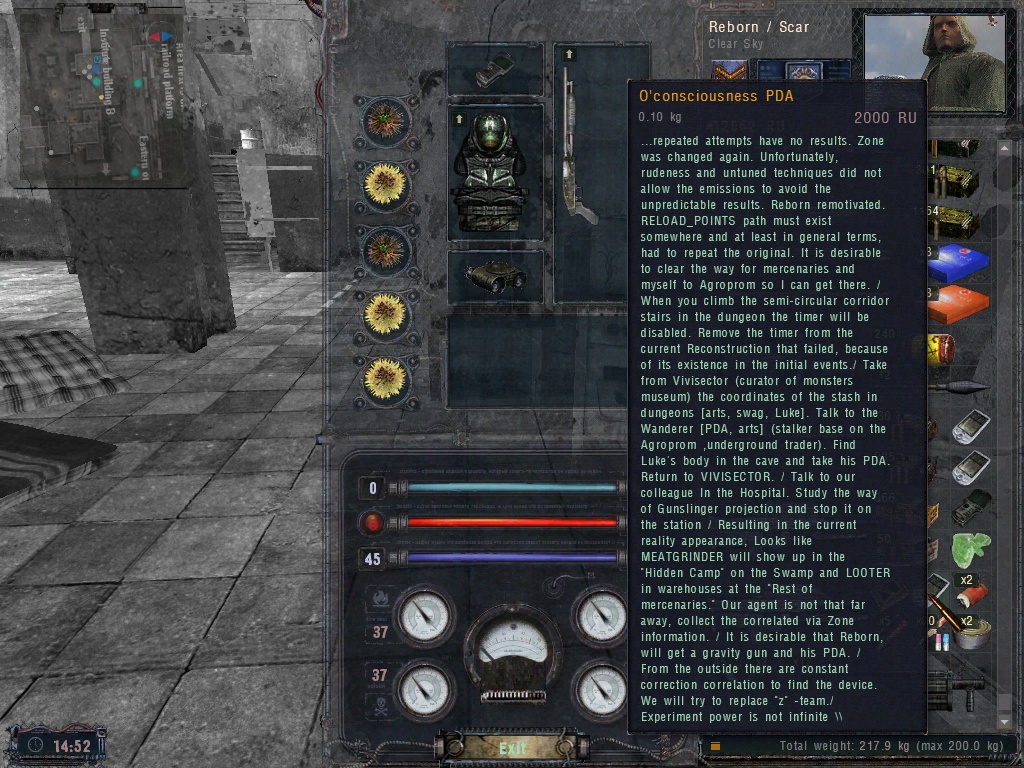 Reborn / Scar
Clear Sky
O'consciousness PDA
0.10 kg
2000 RU
...repeated attempts have no results. Zone
was changed again. Unfortunately,
rudeness and untuned techniques did not
allow the emissions to avoid the
unpredictable results. Reborn remotivated.
RELOAD_POINTS path must exist
somewhere and at least in general terms,
had to repeat the original. It is desirable
to clear the way for mercenaries and
myself to Agroprom so I can get there. /
When you climb the semi-circular corridor
stairs in the dungeon the timer will be
disabled. Remove the timer from the
current Reconstruction that failed, because
of its existence in the initial events./ Take
from Vivisector (curator of monsters
museum) the coordinates of the stash in
dungeons [arts, swag, Luke]. Talk to the
Wanderer [PDA, arts] (stalker base on the
Agroprom ,underground trader). Find
Luke's body in the cave and take his PDA.
Return to VIVISECTOR. / Talk to our
colleague In the Hospital. Study the way
of Gunslinger projection and stop it on
the station / Resulting in the current
reality appearance, Looks like
MEATGRINDER will show up in the
"Hidden Camp" on the Swamp and LOOTER
in warehouses at the "Rest of
mercenaries." Our agent is not that far
away, collect the correlated via Zone
information. / It is desirable that Reborn,
will get a gravity gun and his PDA. /
From the outside there are constant
correction correlation to find the device.
We will try to replace "z" -team./
Experiment power is not infinite \\
Institute building B
railroad platform
0
45
37
37
x2
x2
14:52
Exit
Total weight: 217.9 kg (max 200.0 kg)